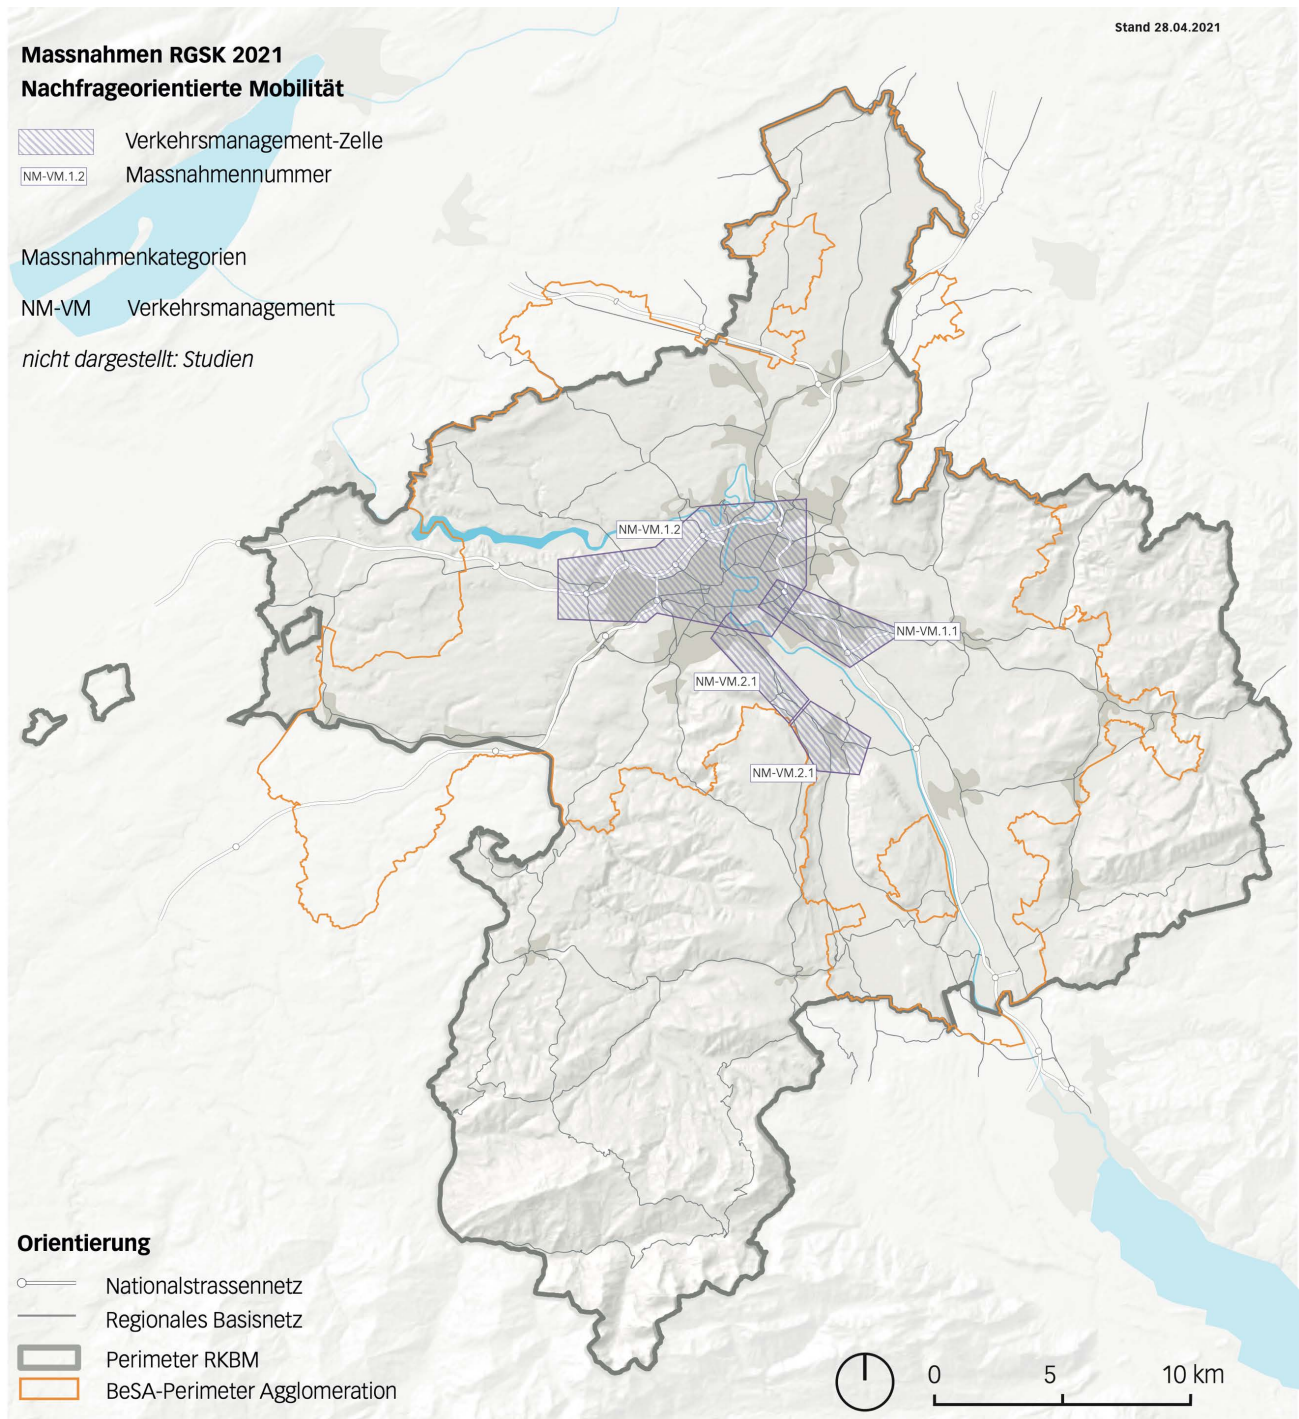 Stand 28.04.2021
Massnahmen RGSK 2021
Nachfrageorientierte Mobilität
Verkehrsmanagement-Zelle
NM-VM.1.2 Massnahmennummer
Massnahmenkategorien
NM-VM Verkehrsmanagement
nicht dargestellt: Studien
NM-VM.1.2
NM-VM.1.1
NM-VM.2.1
NM-VM.2.1
Orientierung
Nationalstrassennetz
Regionales Basisnetz
Perimeter RKBM
BeSA-Perimeter Agglomeration
0 5 10 km